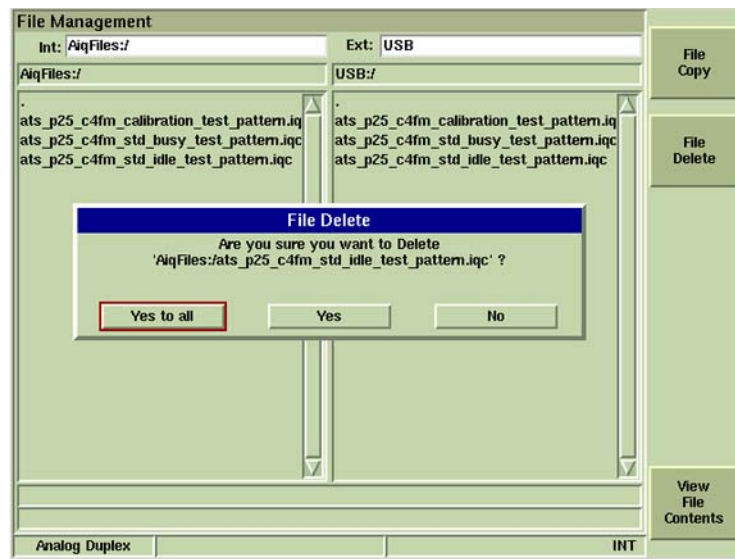 File Management
Int: AiqFiles:/
Ext: USB
AiqFiles:/
USB:/
.
ats_p25_c4fm_calibration_test_pattern.iq
ats_p25_c4fm_std_busy_test_pattern.iqc
ats_p25_c4fm_std_idle_test_pattern.iqc
.
ats_p25_c4fm_calibration_test_pattern.iq
ats_p25_c4fm_std_busy_test_pattern.iqc
ats_p25_c4fm_std_idle_test_pattern.iqc
File Delete
Are you sure you want to Delete
'AiqFiles:/ats_p25_c4fm_std_idle_test_pattern.iqc' ?
Yes to all
Yes
No
File
Copy
File
Delete
View
File
Contents
Analog Duplex
INT